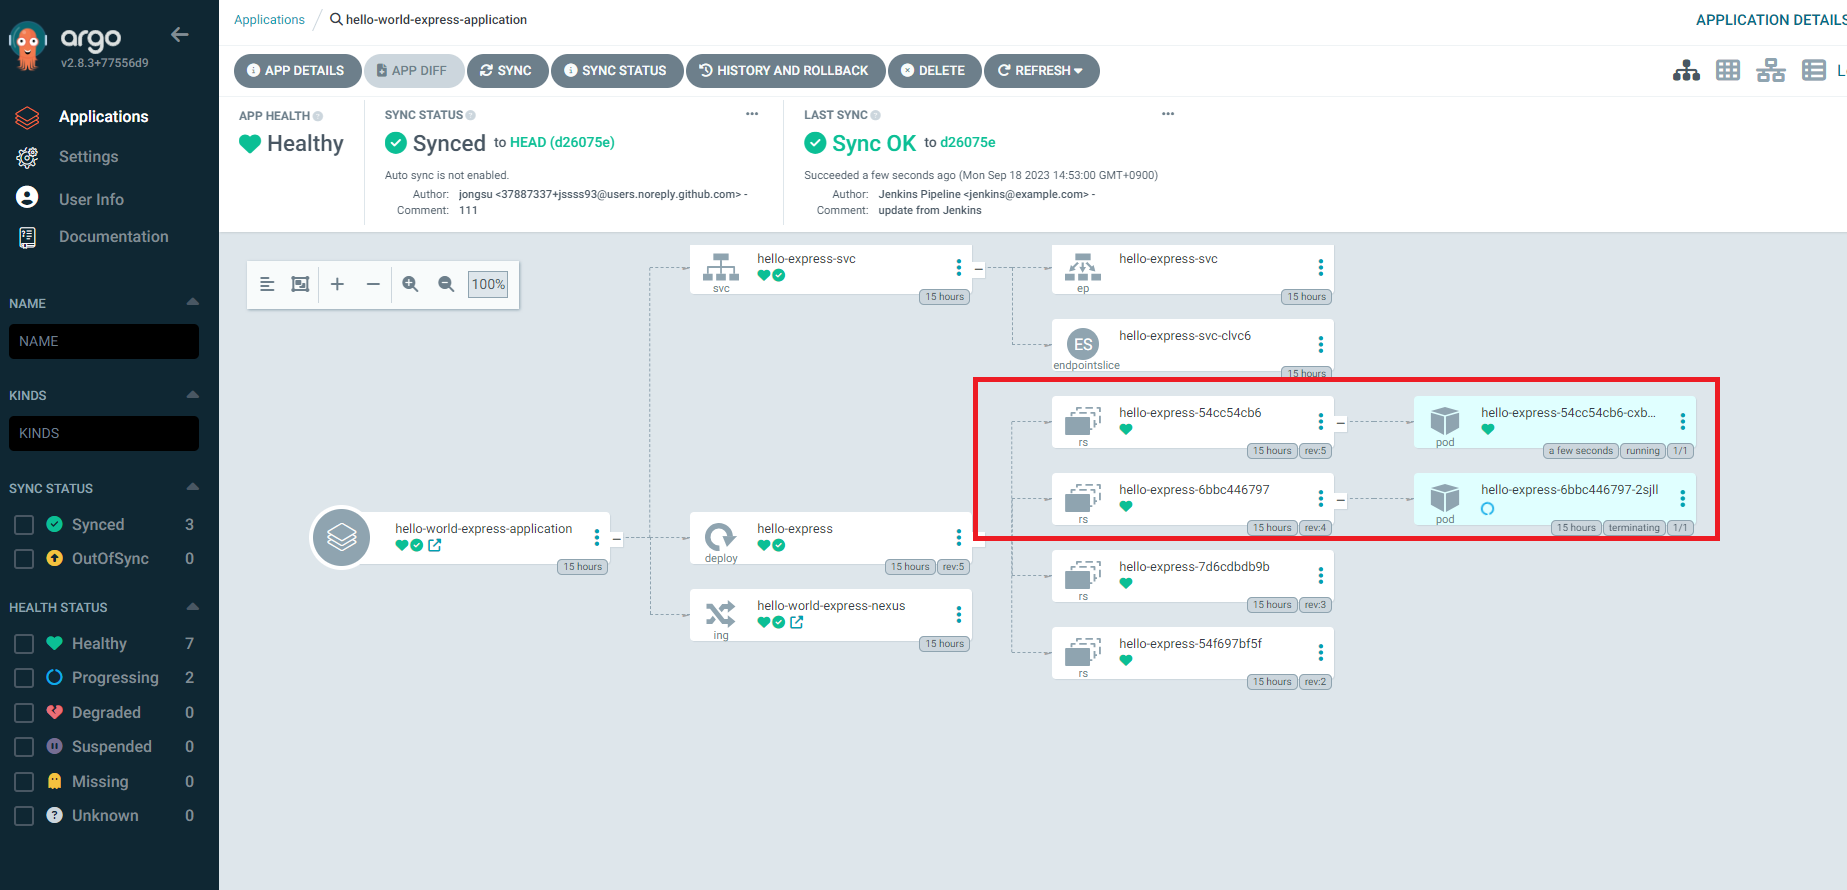 argo
v2.8.3+77556d9
Applications
Settings
User Info
Documentation
NAME
NAME
KINDS
KINDS
SYNC STATUS
Synced 3
OutOfSync 0
HEALTH STATUS
Healthy 7
Progressing 2
Degraded 0
Suspended 0
Missing 0
Unknown 0
Applications / hello-world-express-application
APPLICATION DETAILS
APP DETAILS
APP DIFF
SYNC
SYNC STATUS
HISTORY AND ROLLBACK
DELETE
REFRESH
APP HEALTH
Healthy
SYNC STATUS
Synced to HEAD (d26075e)
Auto sync is not enabled.
Author: jongsu <37887337+jssss93@users.noreply.github.com> -
Comment: 111
LAST SYNC
Sync OK to d26075e
Succeeded a few seconds ago (Mon Sep 18 2023 14:53:00 GMT+0900)
Author: Jenkins Pipeline <jenkins@example.com> -
Comment: update from Jenkins
100%
hello-world-express-application
15 hours
hello-express-svc
svc
15 hours
hello-express
deploy
15 hours rev:5
hello-world-express-nexus
ing
15 hours
hello-express-svc
ep
15 hours
ES
hello-express-svc-clvc6
endpointslice
15 hours
hello-express-54cc54cb6
rs
15 hours rev:5
hello-express-54cc54cb6-cxb...
pod
a few seconds running 1/1
hello-express-6bbc446797
rs
15 hours rev:4
hello-express-6bbc446797-2sjll
pod
15 hours terminating 1/1
hello-express-7d6cdbdb9b
rs
15 hours rev:3
hello-express-54f697bf5f
rs
15 hours rev:2